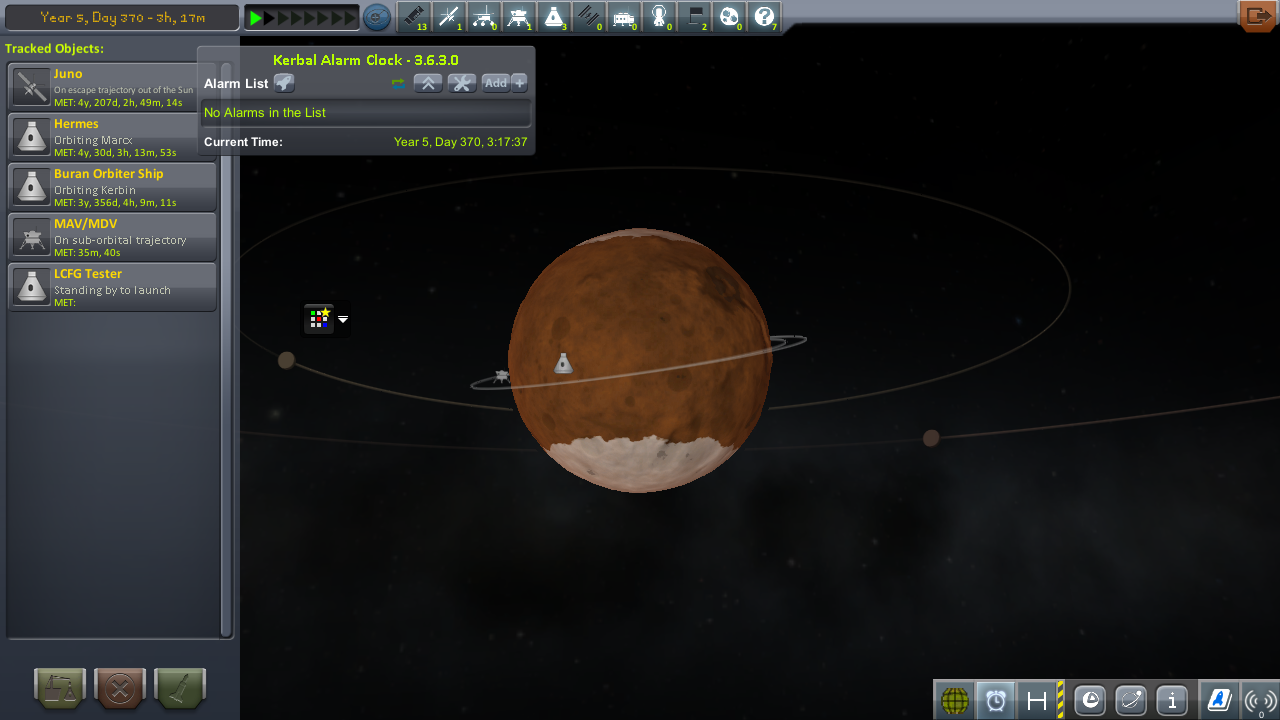 Year 5, Day 370 - 3h, 17m
13
1
0
1
3
0
0
0
2
0
7
Tracked Objects:
Juno
On escape trajectory out of the Sun
MET: 4y, 207d, 2h, 49m, 14s
Hermes
Orbiting Marcx
MET: 4y, 30d, 3h, 13m, 53s
Buran Orbiter Ship
Orbiting Kerbin
MET: 3y, 356d, 4h, 9m, 11s
MAV/MDV
On sub-orbital trajectory
MET: 35m, 40s
LCFG Tester
Standing by to launch
MET:
Kerbal Alarm Clock - 3.6.3.0
Alarm List
Add +
No Alarms in the List
Current Time: Year 5, Day 370, 3:17:37
0